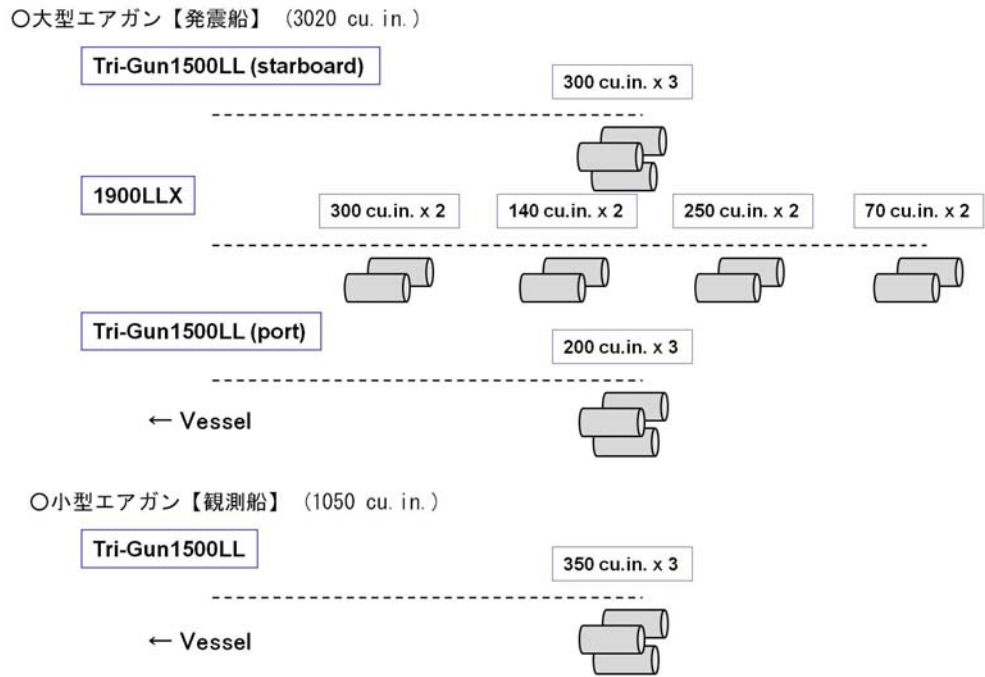 ○大型エアガン【発震船】 (3020 cu.in.)
Tri-Gun1500LL (starboard)
300 cu.in. x 3
1900LLX
300 cu.in. x 2
140 cu.in. x 2
250 cu.in. x 2
70 cu.in. x 2
Tri-Gun1500LL (port)
200 cu.in. x 3
← Vessel
○小型エアガン【観測船】 (1050 cu.in.)
Tri-Gun1500LL
350 cu.in. x 3
← Vessel